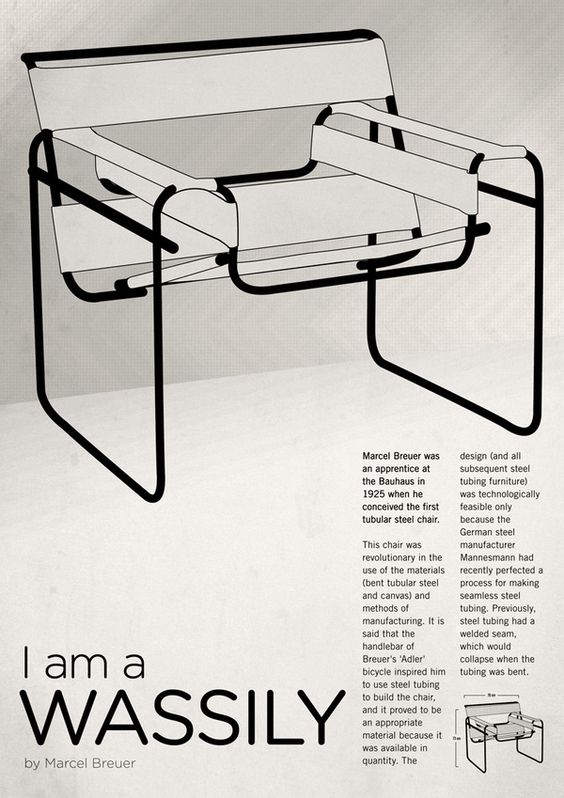 Marcel Breuer was
an apprentice at
the Bauhaus in
1925 when he
conceived the first
tubular steel chair.
This chair was
revolutionary in the
use of the materials
(bent tubular steel
and canvas) and
methods of
manufacturing. It is
said that the
handlebar of
Breuer's 'Adler'
bicycle inspired him
to use steel tubing
to build the chair,
and it proved to be
an appropriate
material because it
was available in
quantity. The
design (and all
subsequent steel
tubing furniture)
was technologically
feasible only
because the
German steel
manufacturer
Mannesmann had
recently perfected a
process for making
seamless steel
tubing. Previously,
steel tubing had a
welded seam,
which would
collapse when the
tubing was bent.
I am a
WASSILY
by Marcel Breuer